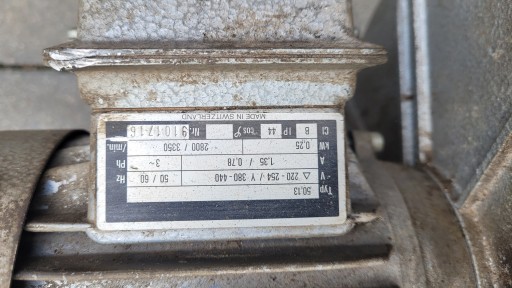 Typ 50.13
V △ 220 - 254 / Y 380-440 50 / 60 Hz
A 1,35 / 0,78 3~ Ph
kW 0,25 2800 / 3350 /min.
Cl B IP 44 cos φ Nr.
MADE IN SWITZERLAND